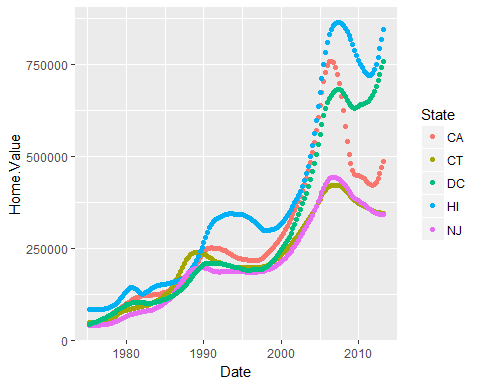 Home.Value
750000
500000
250000
0
1980
1990
2000
2010
Date
State
CA
CT
DC
HI
NJ